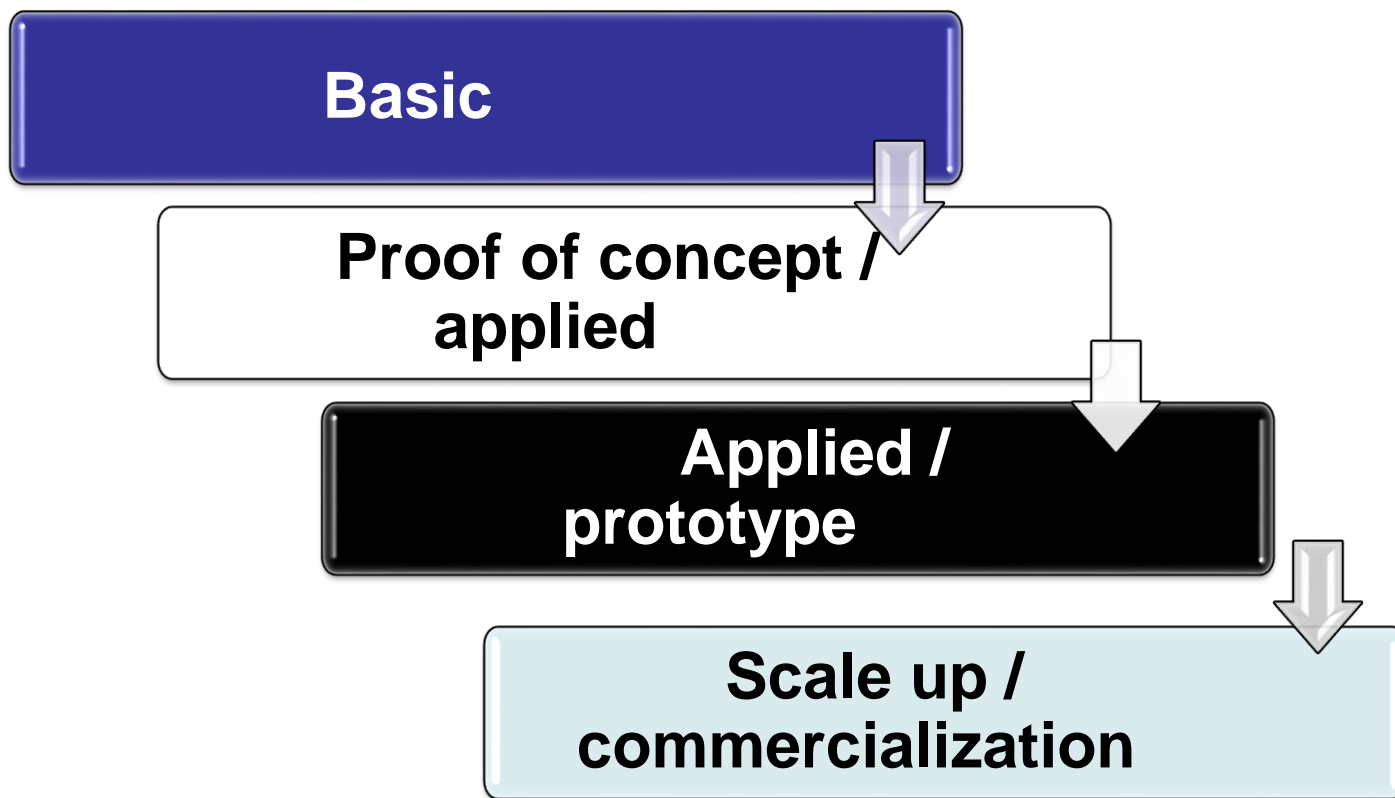 Basic
Proof of concept /
applied
Applied /
prototype
Scale up /
commercialization